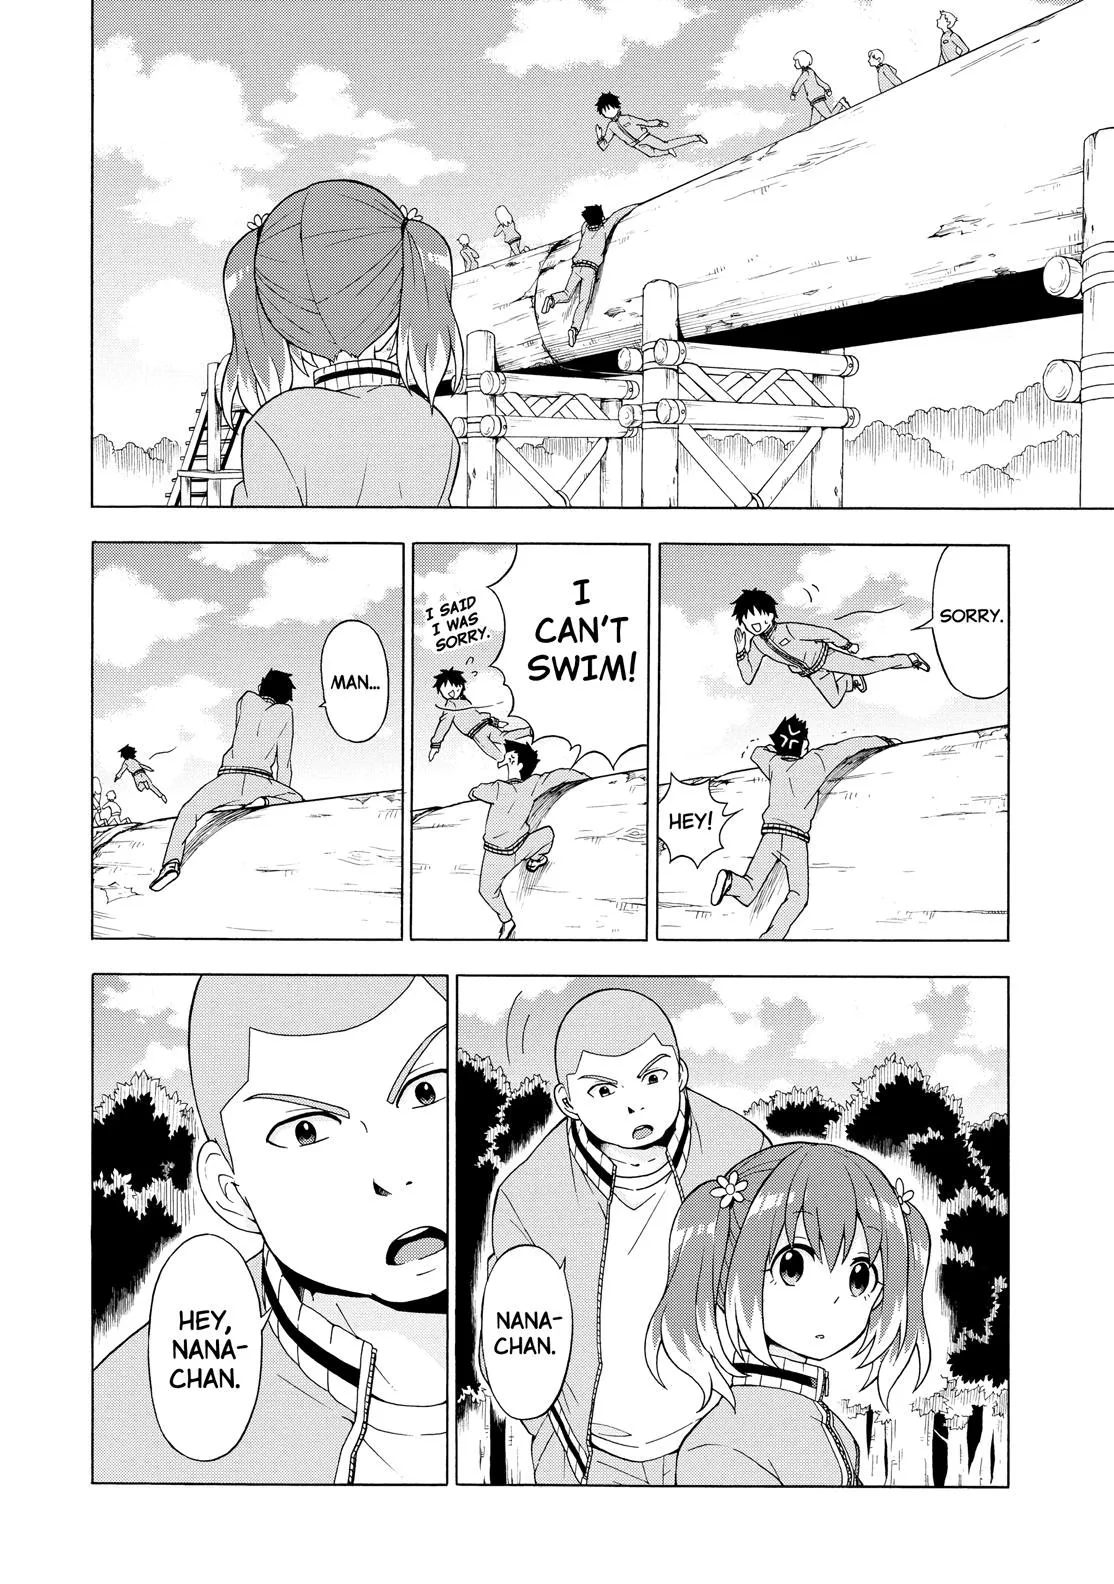 SORRY.
HEY!
I
CAN'T
SWIM!
I SAID
I WAS
SORRY.
MAN...
NANA-
CHAN.
HEY,
NANA-
CHAN.